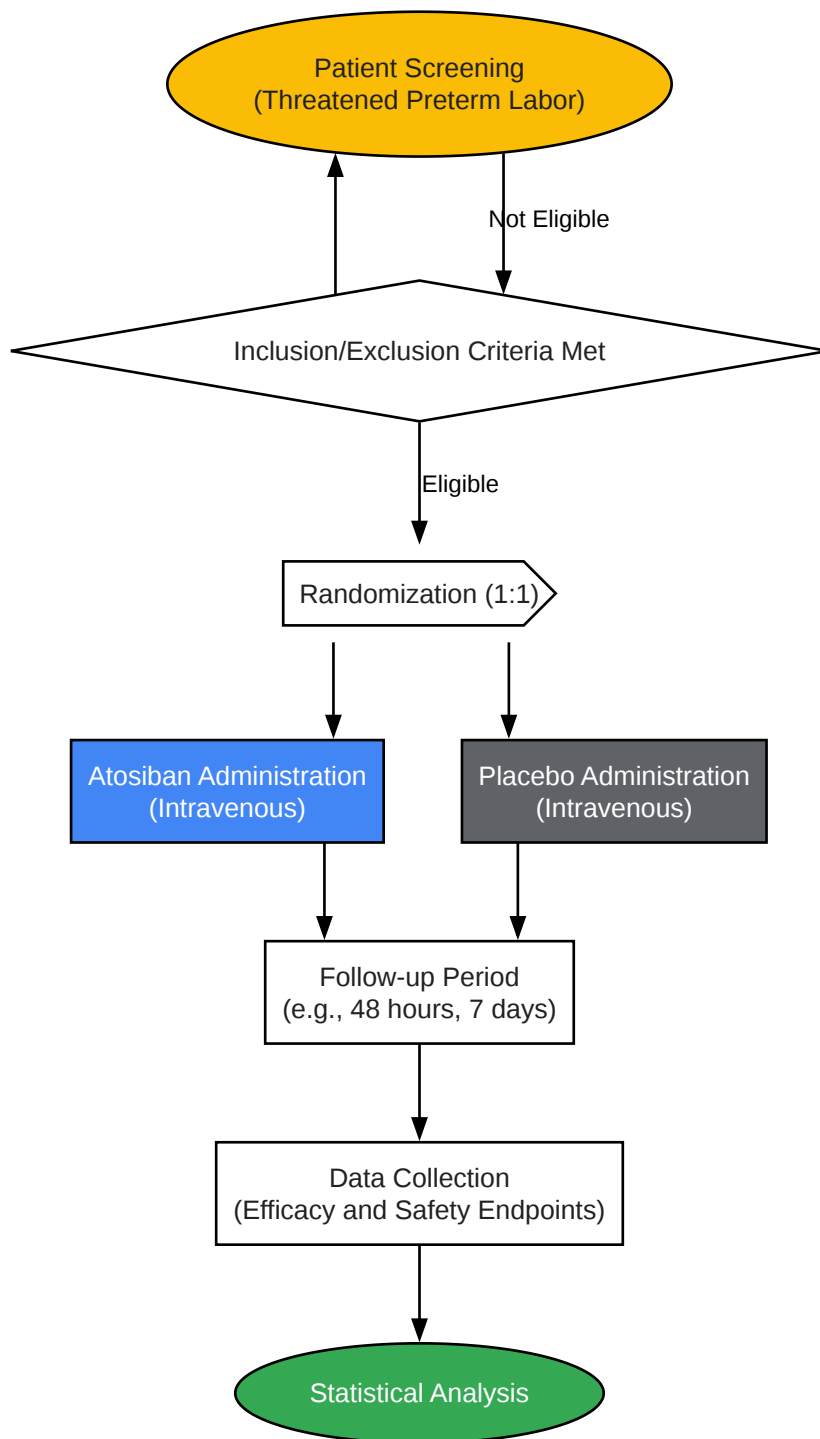 Patient Screening
(Threatened Preterm Labor)
Not Eligible
Inclusion/Exclusion Criteria Met
Eligible
Randomization (1:1)
Atosiban Administration
(Intravenous)
Placebo Administration
(Intravenous)
Follow-up Period
(e.g., 48 hours, 7 days)
Data Collection
(Efficacy and Safety Endpoints)
Statistical Analysis